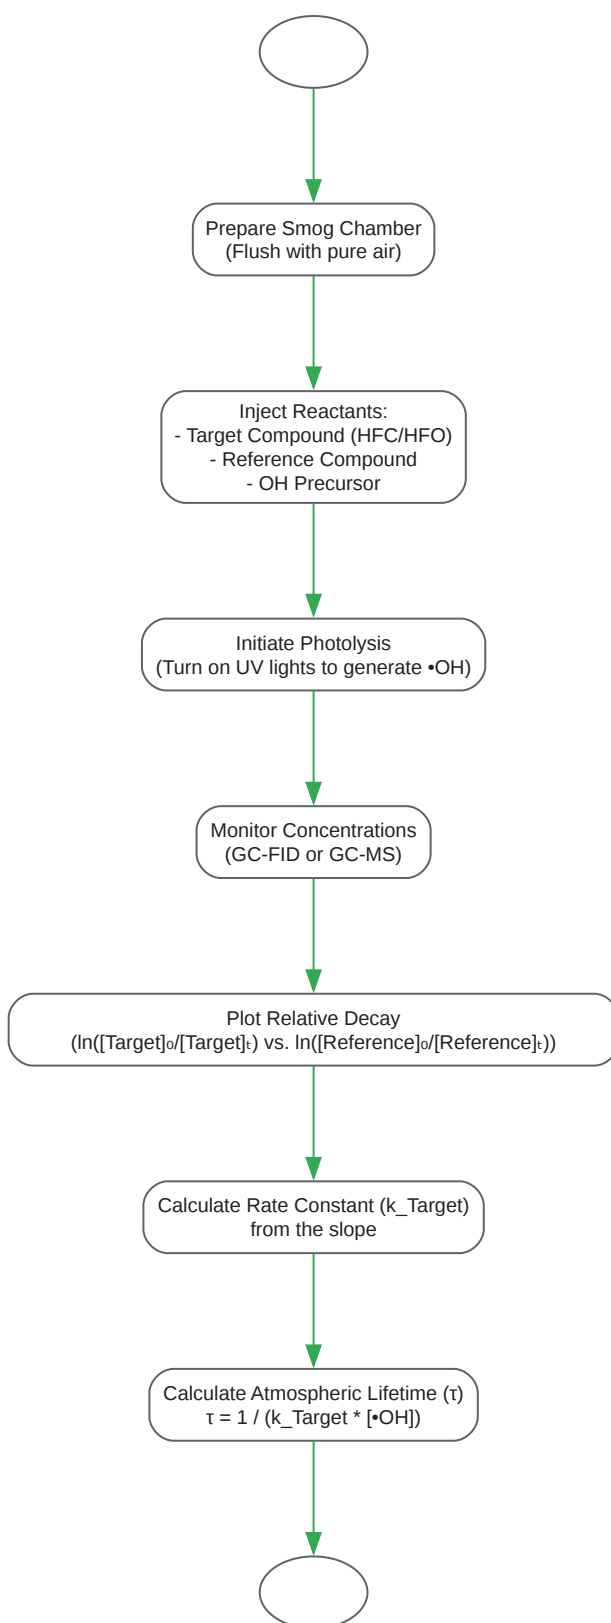 Prepare Smog Chamber
(Flush with pure air)
Inject Reactants:
- Target Compound (HFC/HFO)
- Reference Compound
- OH Precursor
Initiate Photolysis
(Turn on UV lights to generate •OH)
Monitor Concentrations
(GC-FID or GC-MS)
Plot Relative Decay
(ln([Target]₀/[Target]ₜ) vs. ln([Reference]₀/[Reference]ₜ))
Calculate Rate Constant (k_Target)
from the slope
Calculate Atmospheric Lifetime (τ)
τ = 1 / (k_Target * [•OH])